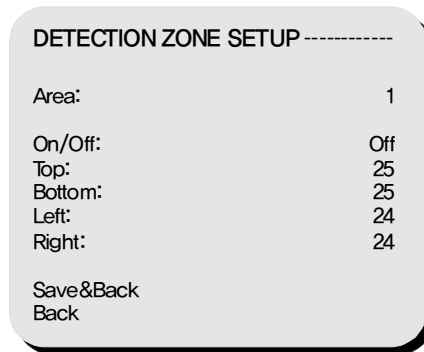 DETECTION ZONE SETUP ------------
Area: 1
On/Off: Off
Top: 25
Bottom: 25
Left: 24
Right: 24
Save&Back
Back